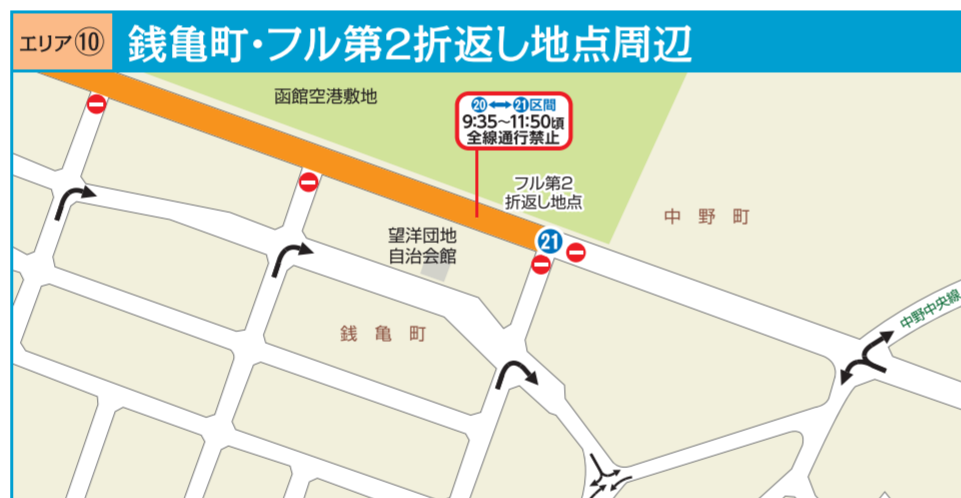 エリア⑩
銭亀町・フル第2折返し地点周辺
函館空港敷地
⑳↔㉑区間
9:35～11:50頃
全線通行禁止
フル第2
折返し地点
中野町
望洋団地
自治会館
21
銭亀町
中野中央線